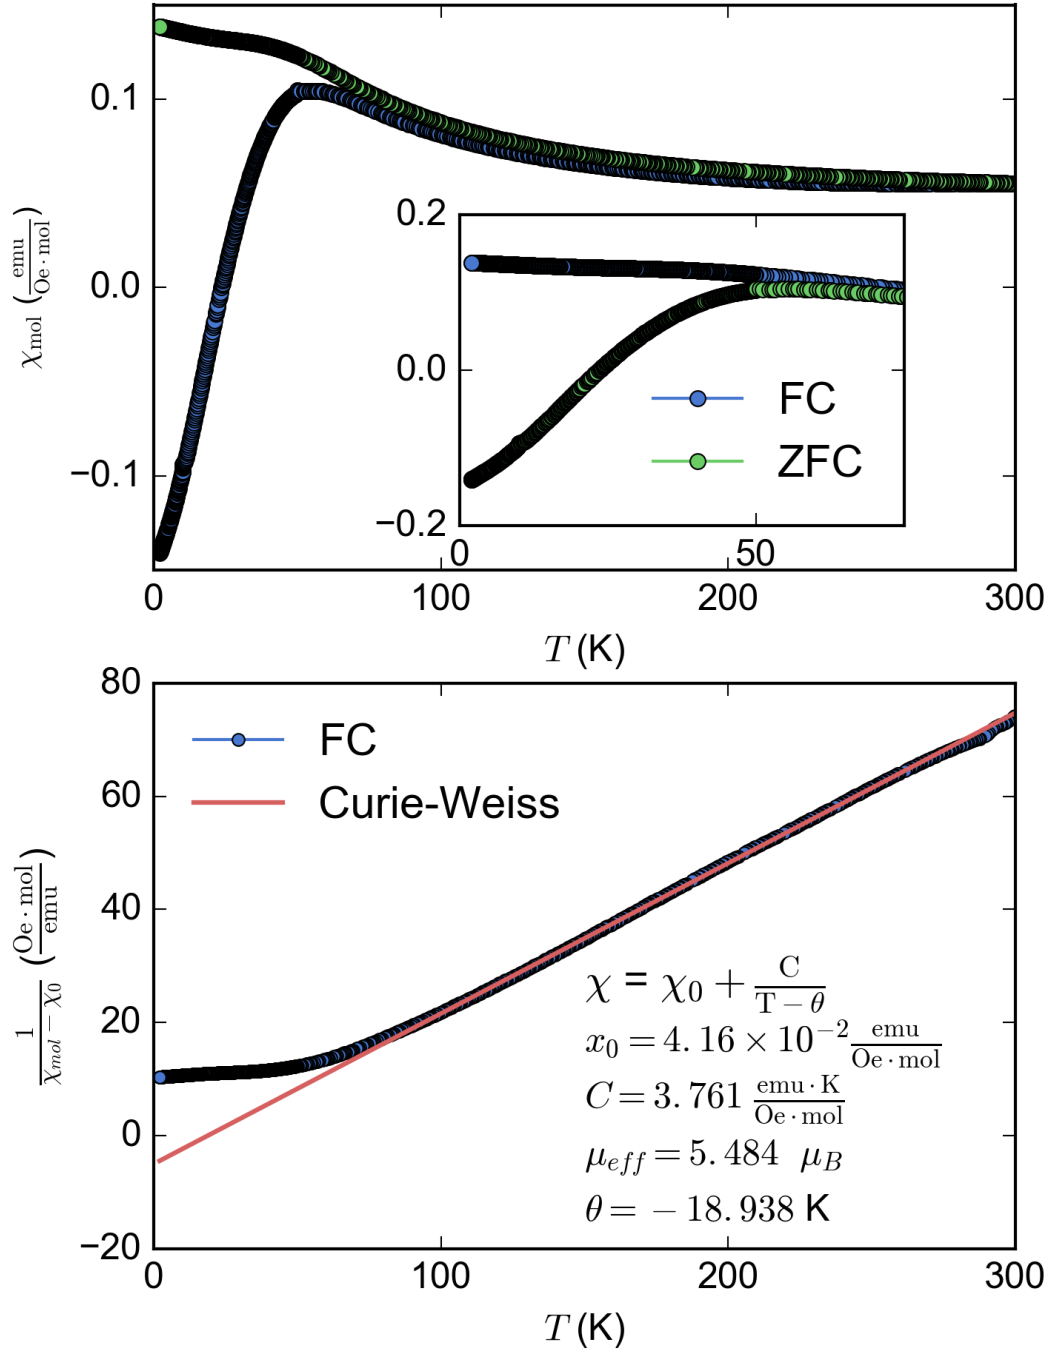 0.1
0.0
−0.1
χmol (emu/Oe·mol)
0 100 200 300
T (K)
0.2
0.0
−0.2
0 50
FC
ZFC
80
60
40
20
0
−20
1/(χmol − χ0) (Oe·mol/emu)
FC
Curie-Weiss
χ = χ0 + C/(T − θ)
x0 = 4.16 × 10−2 emu/Oe·mol
C = 3.761 emu·K/Oe·mol
μeff = 5.484 μB
θ = −18.938 K
0 100 200 300
T (K)